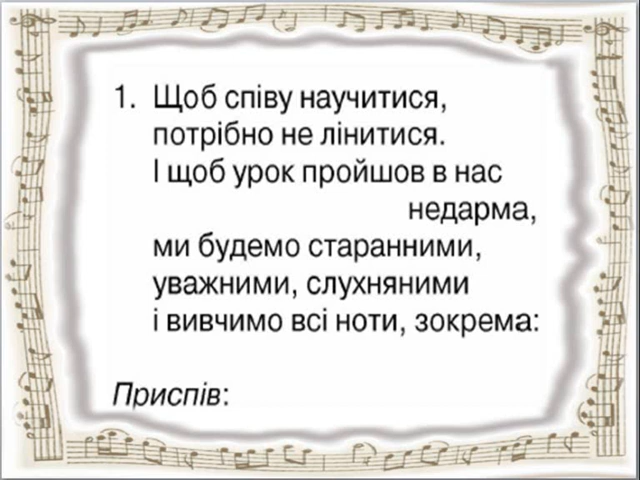 1. Щоб співу научитися,
потрібно не лінитися.
І щоб урок пройшов в нас
недарма,
ми будемо старанними,
уважними, слухняними
і вивчимо всі ноти, зокрема:
Приспів: